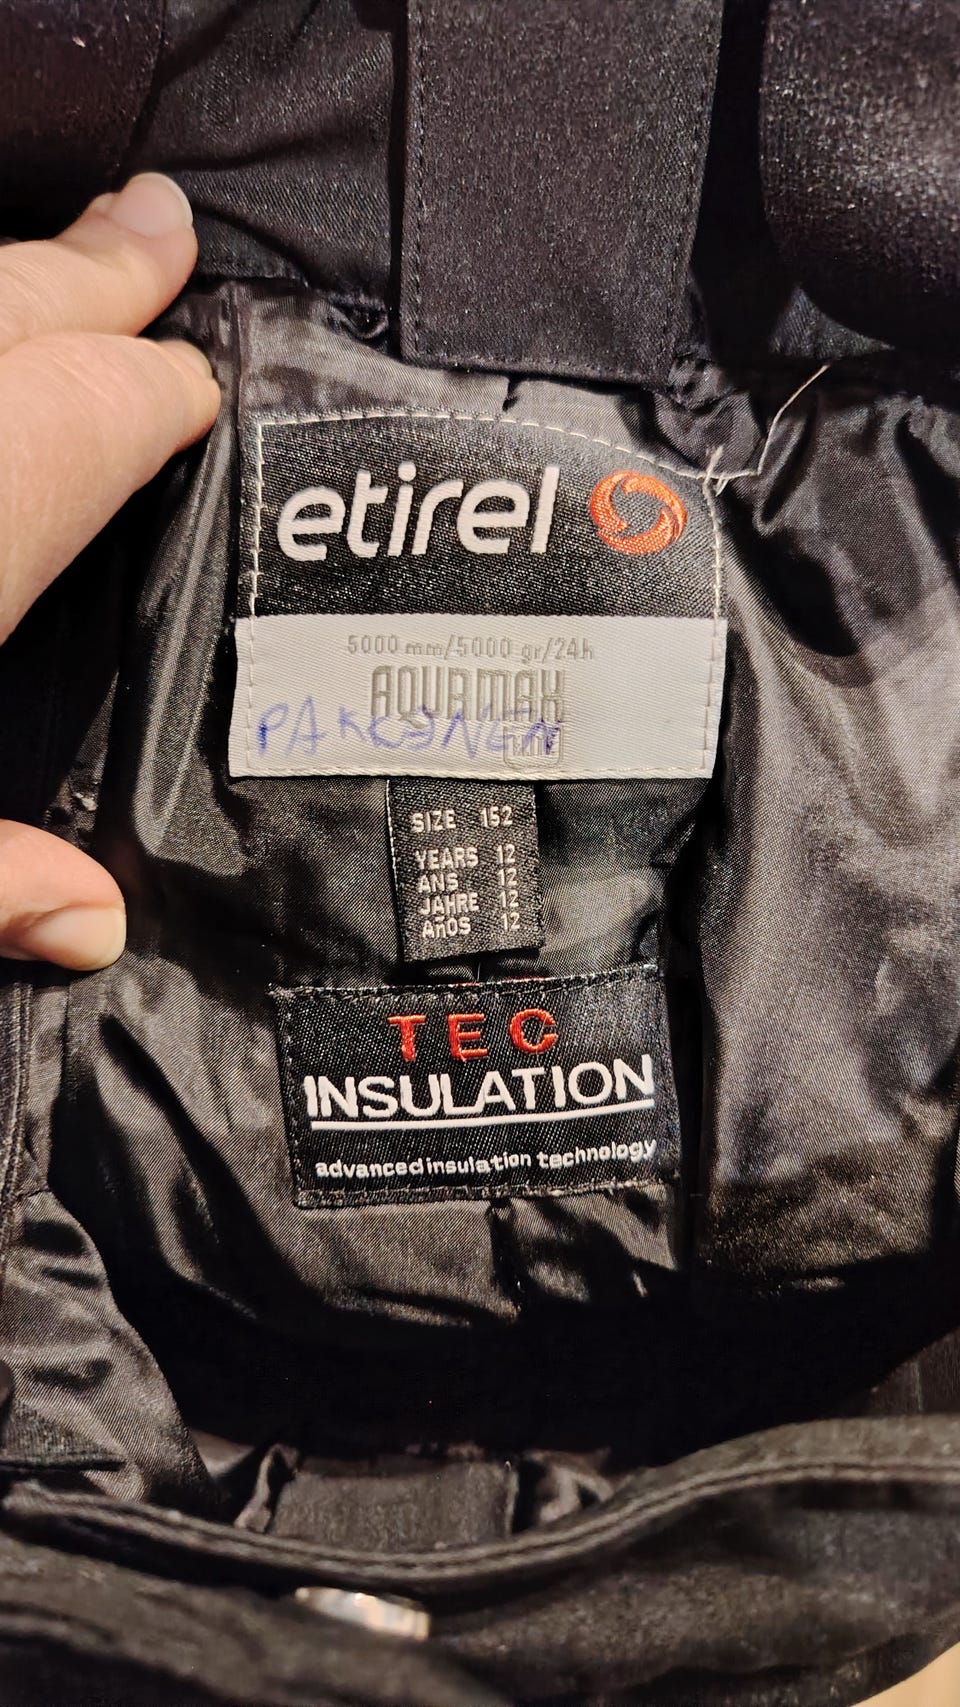 etirel
5000 mm/5000 gr/24h
AQUAMAX
SIZE 152
YEARS 12
ANS 12
JAHRE 12
AñOS 12
TEC
INSULATION
advanced insulation technology